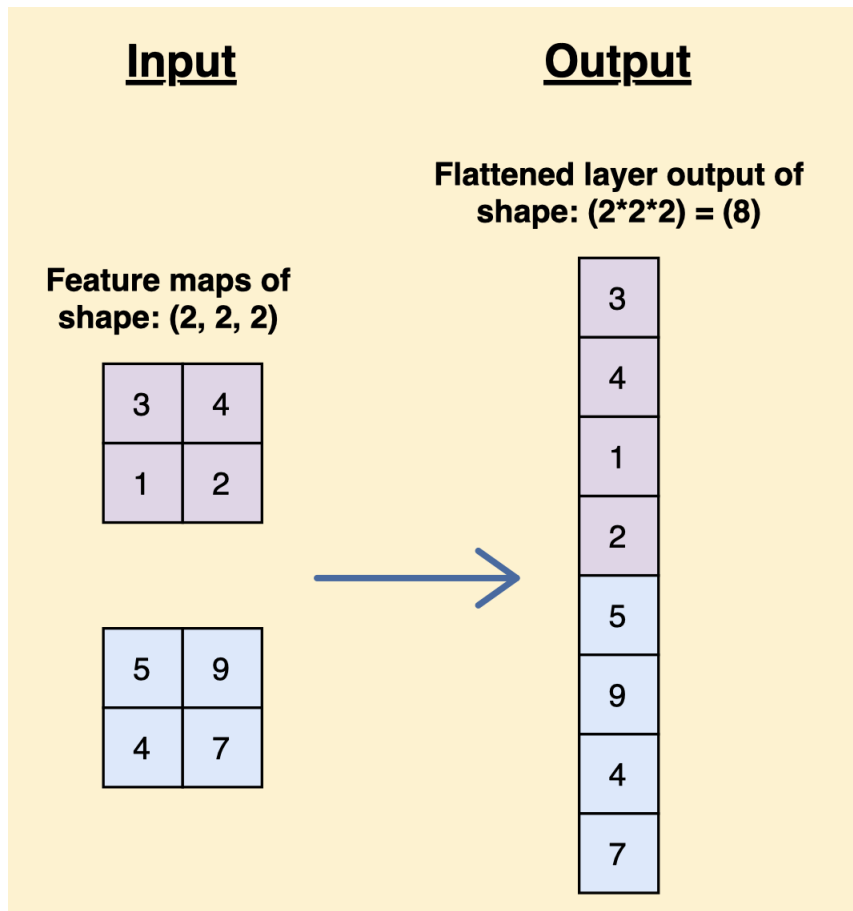 Input
Output
Flattened layer output of
shape: (2*2*2) = (8)
Feature maps of
shape: (2, 2, 2)
3 4
1 2
5 9
4 7
3
4
1
2
5
9
4
7